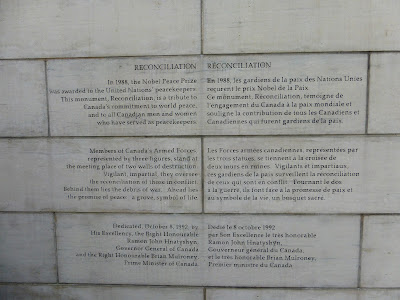 RECONCILIATION
In 1988, the Nobel Peace Prize
was awarded to the United Nations' peacekeepers.
This monument, Reconciliation, is a tribute to
Canada's commitment to world peace,
and to all Canadian men and women
who have served as peacekeepers.
Members of Canada's Armed Forces,
represented by three figures, stand at
the meeting place of two walls of destruction.
Vigilant, impartial, they oversee
the reconciliation of those in conflict.
Behind them lies the debris of war. Ahead lies
the promise of peace: a grove, symbol of life.
Dedicated, October 8, 1992, by
His Excellency, the Right Honourable
Ramon John Hnatyshyn,
Governor General of Canada
and the Right Honourable Brian Mulroney,
Prime Minister of Canada
RÉCONCILIATION
En 1988, les gardiens de la paix des Nations Unies
reçurent le prix Nobel de la Paix.
Ce monument, Réconciliation, témoigne de
l'engagement du Canada à la paix mondiale et
souligne la contribution de tous les Canadiens et
Canadiennes qui furent gardiens de la paix.
Les Forces armées canadiennes, représentées par
les trois statues, se tiennent à la croisée de
deux murs en ruines. Vigilants et impartiaux,
ces gardiens de la paix surveillent la réconciliation
de ceux qui sont en conflit. Tournant le dos
à la guerre, ils font face à la promesse de paix et
au symbole de la vie, un bosquet sacré.
Dédié le 8 octobre 1992
par Son Excellence le très honorable
Ramon John Hnatyshyn,
Gouverneur général du Canada,
et le très honorable Brian Mulroney,
Premier ministre du Canada